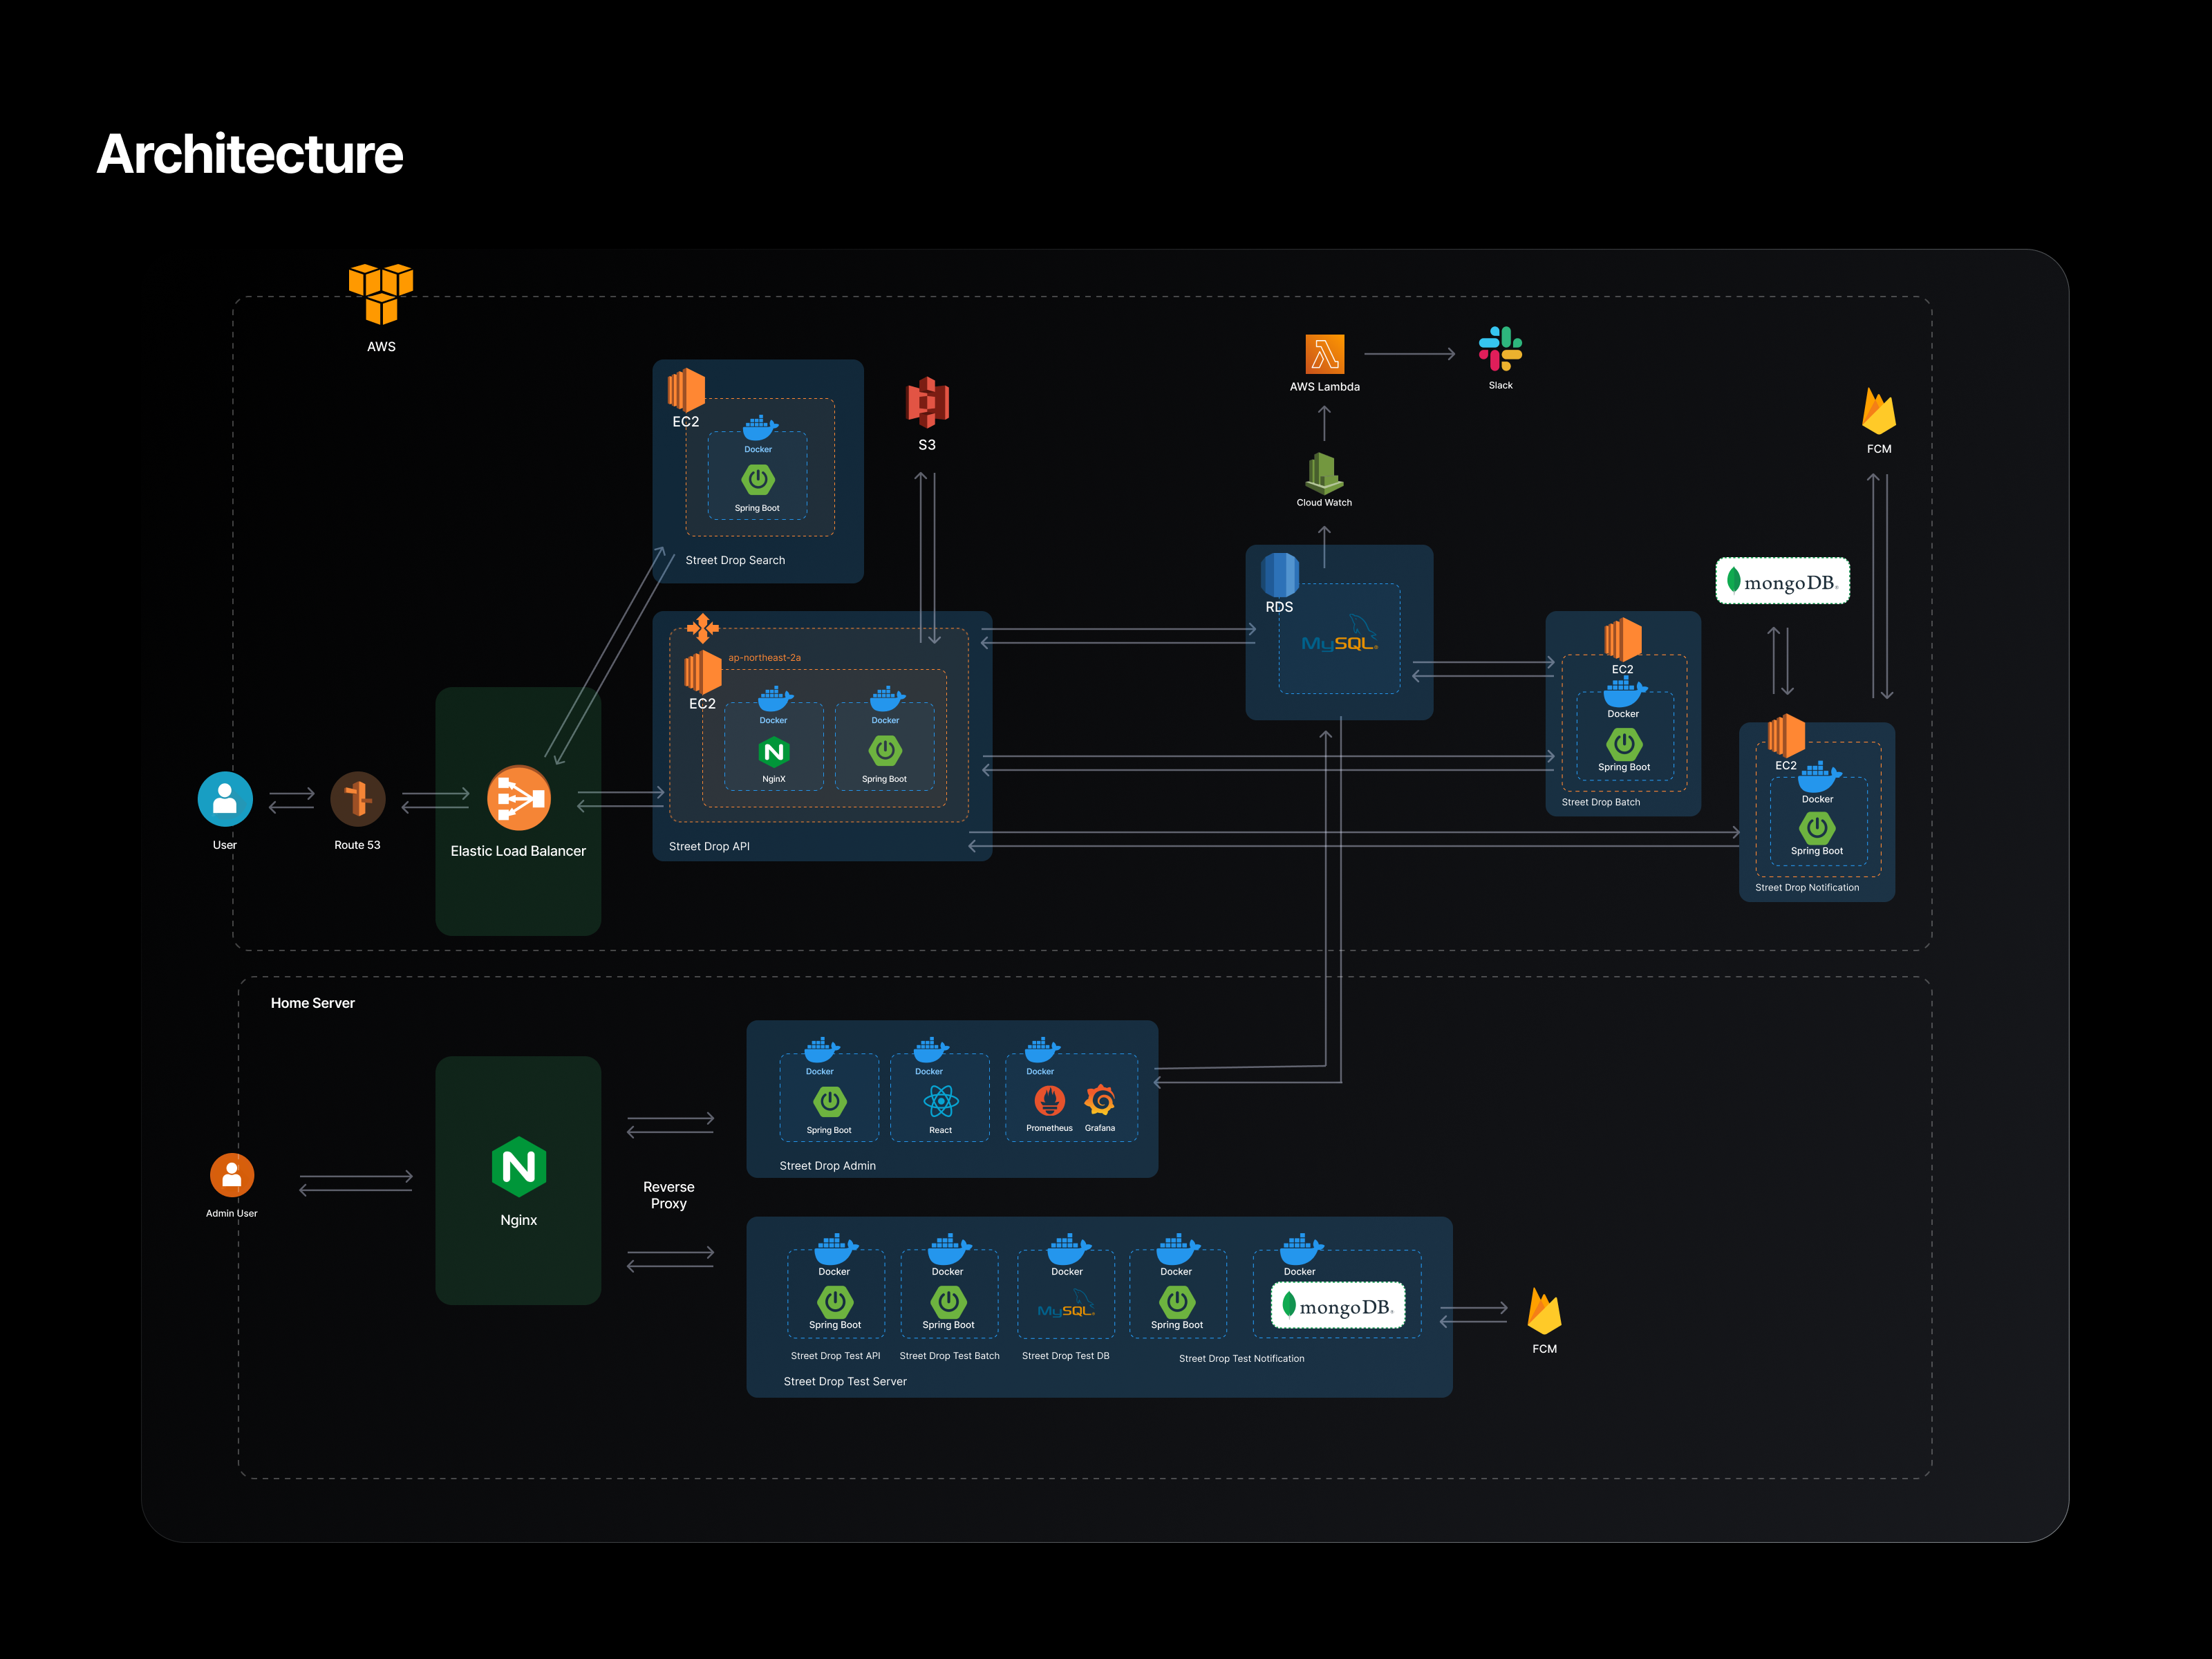 Architecture
AWS
EC2
Docker
Spring Boot
Street Drop Search
S3
AWS Lambda
Slack
Cloud Watch
FCM
RDS
MySQL®
mongoDB®
ap-northeast-2a
EC2
Docker
NginX
Docker
Spring Boot
Street Drop API
EC2
Docker
Spring Boot
Street Drop Batch
EC2
Docker
Spring Boot
Street Drop Notification
User
Route 53
Elastic Load Balancer
Home Server
Docker
Spring Boot
Docker
React
Docker
Prometheus
Grafana
Street Drop Admin
Admin User
Nginx
Reverse
Proxy
Docker
Spring Boot
Street Drop Test API
Docker
Spring Boot
Street Drop Test Batch
Docker
MySQL®
Street Drop Test DB
Docker
Spring Boot
Docker
mongoDB®
Street Drop Test Notification
Street Drop Test Server
FCM